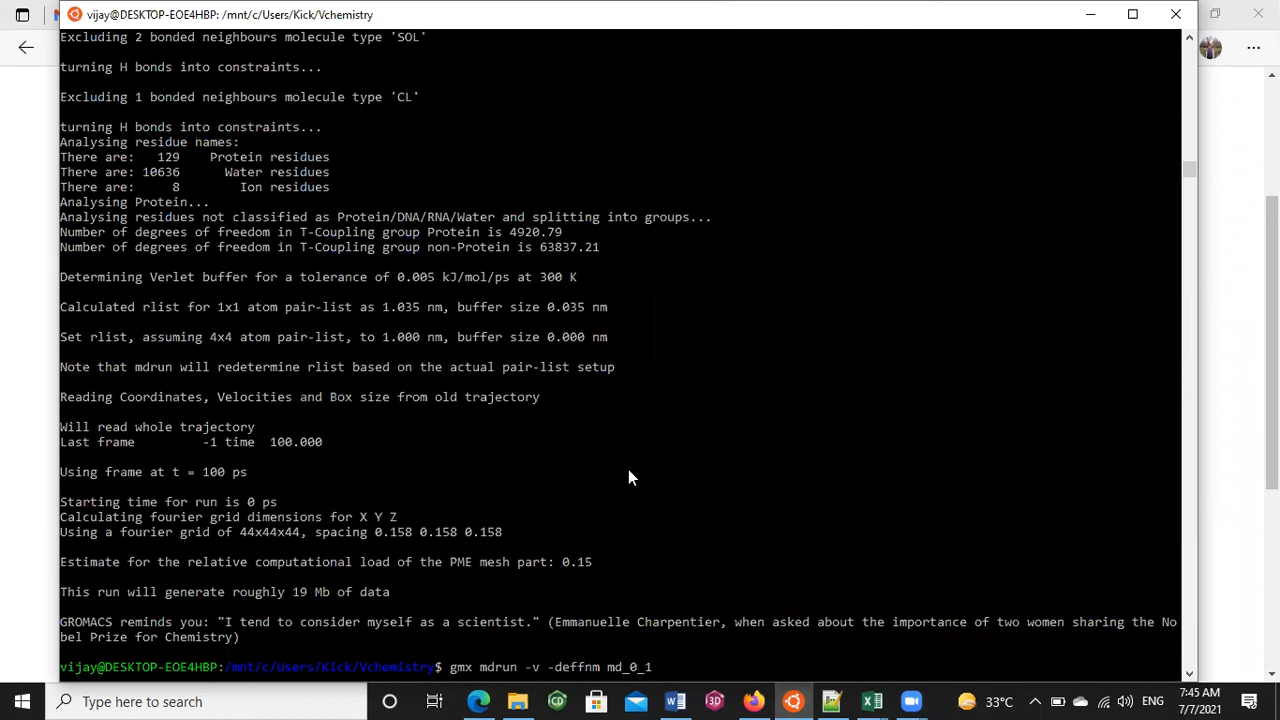 vijay@DESKTOP-EOE4HBP: /mnt/c/Users/Kick/Vchemistry
Excluding 2 bonded neighbours molecule type 'SOL'
turning H bonds into constraints...
Excluding 1 bonded neighbours molecule type 'CL'
turning H bonds into constraints...
Analysing residue names:
There are:   129    Protein residues
There are: 10636      Water residues
There are:     8        Ion residues
Analysing Protein...
Analysing residues not classified as Protein/DNA/RNA/Water and splitting into groups...
Number of degrees of freedom in T-Coupling group Protein is 4920.79
Number of degrees of freedom in T-Coupling group non-Protein is 63837.21
Determining Verlet buffer for a tolerance of 0.005 kJ/mol/ps at 300 K
Calculated rlist for 1x1 atom pair-list as 1.035 nm, buffer size 0.035 nm
Set rlist, assuming 4x4 atom pair-list, to 1.000 nm, buffer size 0.000 nm
Note that mdrun will redetermine rlist based on the actual pair-list setup
Reading Coordinates, Velocities and Box size from old trajectory
Will read whole trajectory
Last frame         -1 time  100.000
Using frame at t = 100 ps
Starting time for run is 0 ps
Calculating fourier grid dimensions for X Y Z
Using a fourier grid of 44x44x44, spacing 0.158 0.158 0.158
Estimate for the relative computational load of the PME mesh part: 0.15
This run will generate roughly 19 Mb of data
GROMACS reminds you: "I tend to consider myself as a scientist." (Emmanuelle Charpentier, when asked about the importance of two women sharing the No
bel Prize for Chemistry)
vijay@DESKTOP-EOE4HBP:/mnt/c/Users/Kick/Vchemistry$ gmx mdrun -v -deffnm md_0_1
Type here to search
33°C
ENG
7:45 AM
7/7/2021